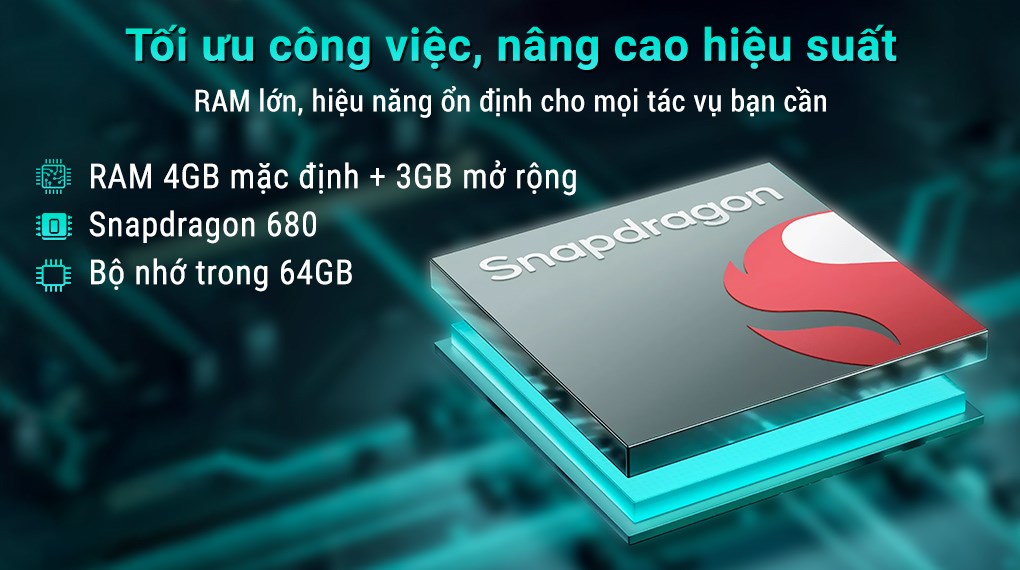 Tối ưu công việc, nâng cao hiệu suất
RAM lớn, hiệu năng ổn định cho mọi tác vụ bạn cần
RAM 4GB mặc định + 3GB mở rộng
Snapdragon 680
Bộ nhớ trong 64GB
Snapdragon